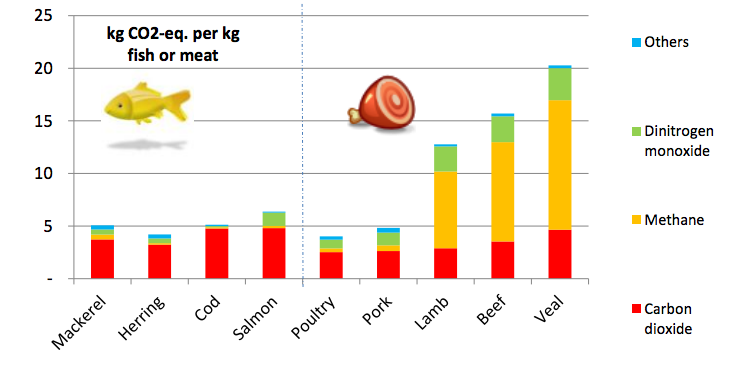 25
kg CO2-eq. per kg
fish or meat
20
15
10
5
-
Mackerel
Herring
Cod
Salmon
Poultry
Pork
Lamb
Beef
Veal
Others
Dinitrogen
monoxide
Methane
Carbon
dioxide